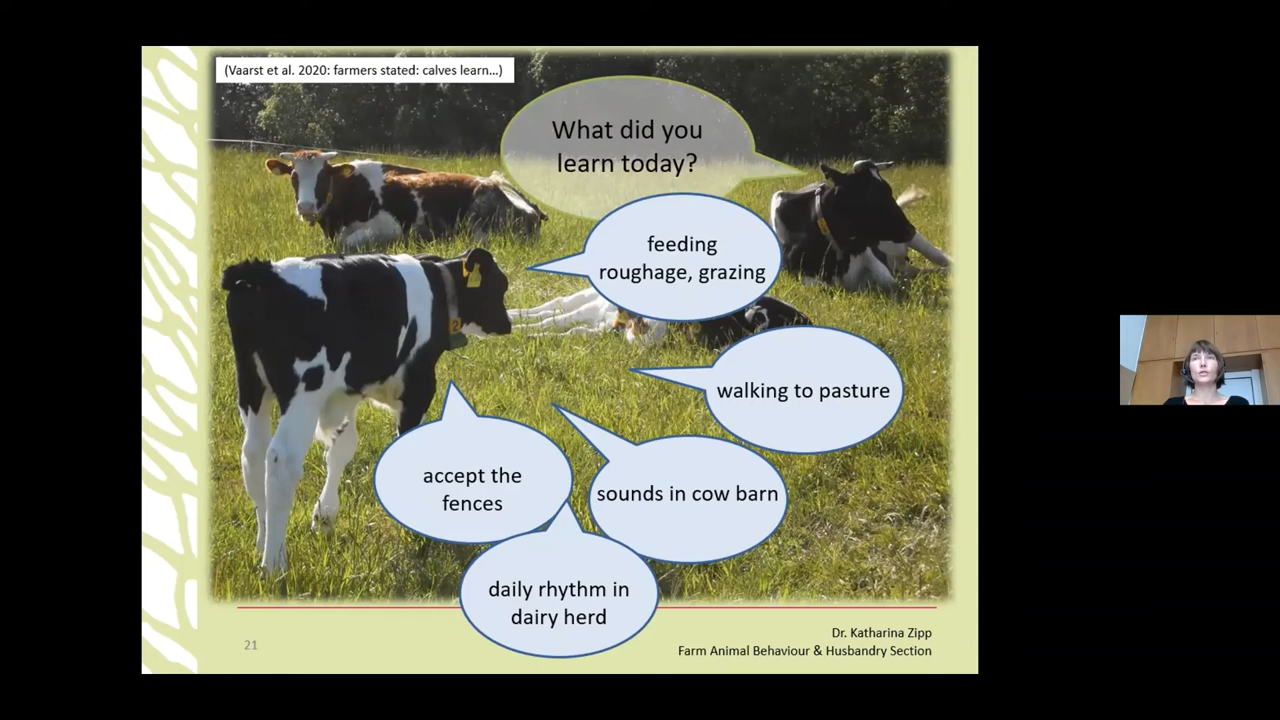 (Vaarst et al. 2020: farmers stated: calves learn…)
What did you
learn today?
feeding
roughage, grazing
walking to pasture
accept the
fences
sounds in cow barn
daily rhythm in
dairy herd
21
Dr. Katharina Zipp
Farm Animal Behaviour & Husbandry Section